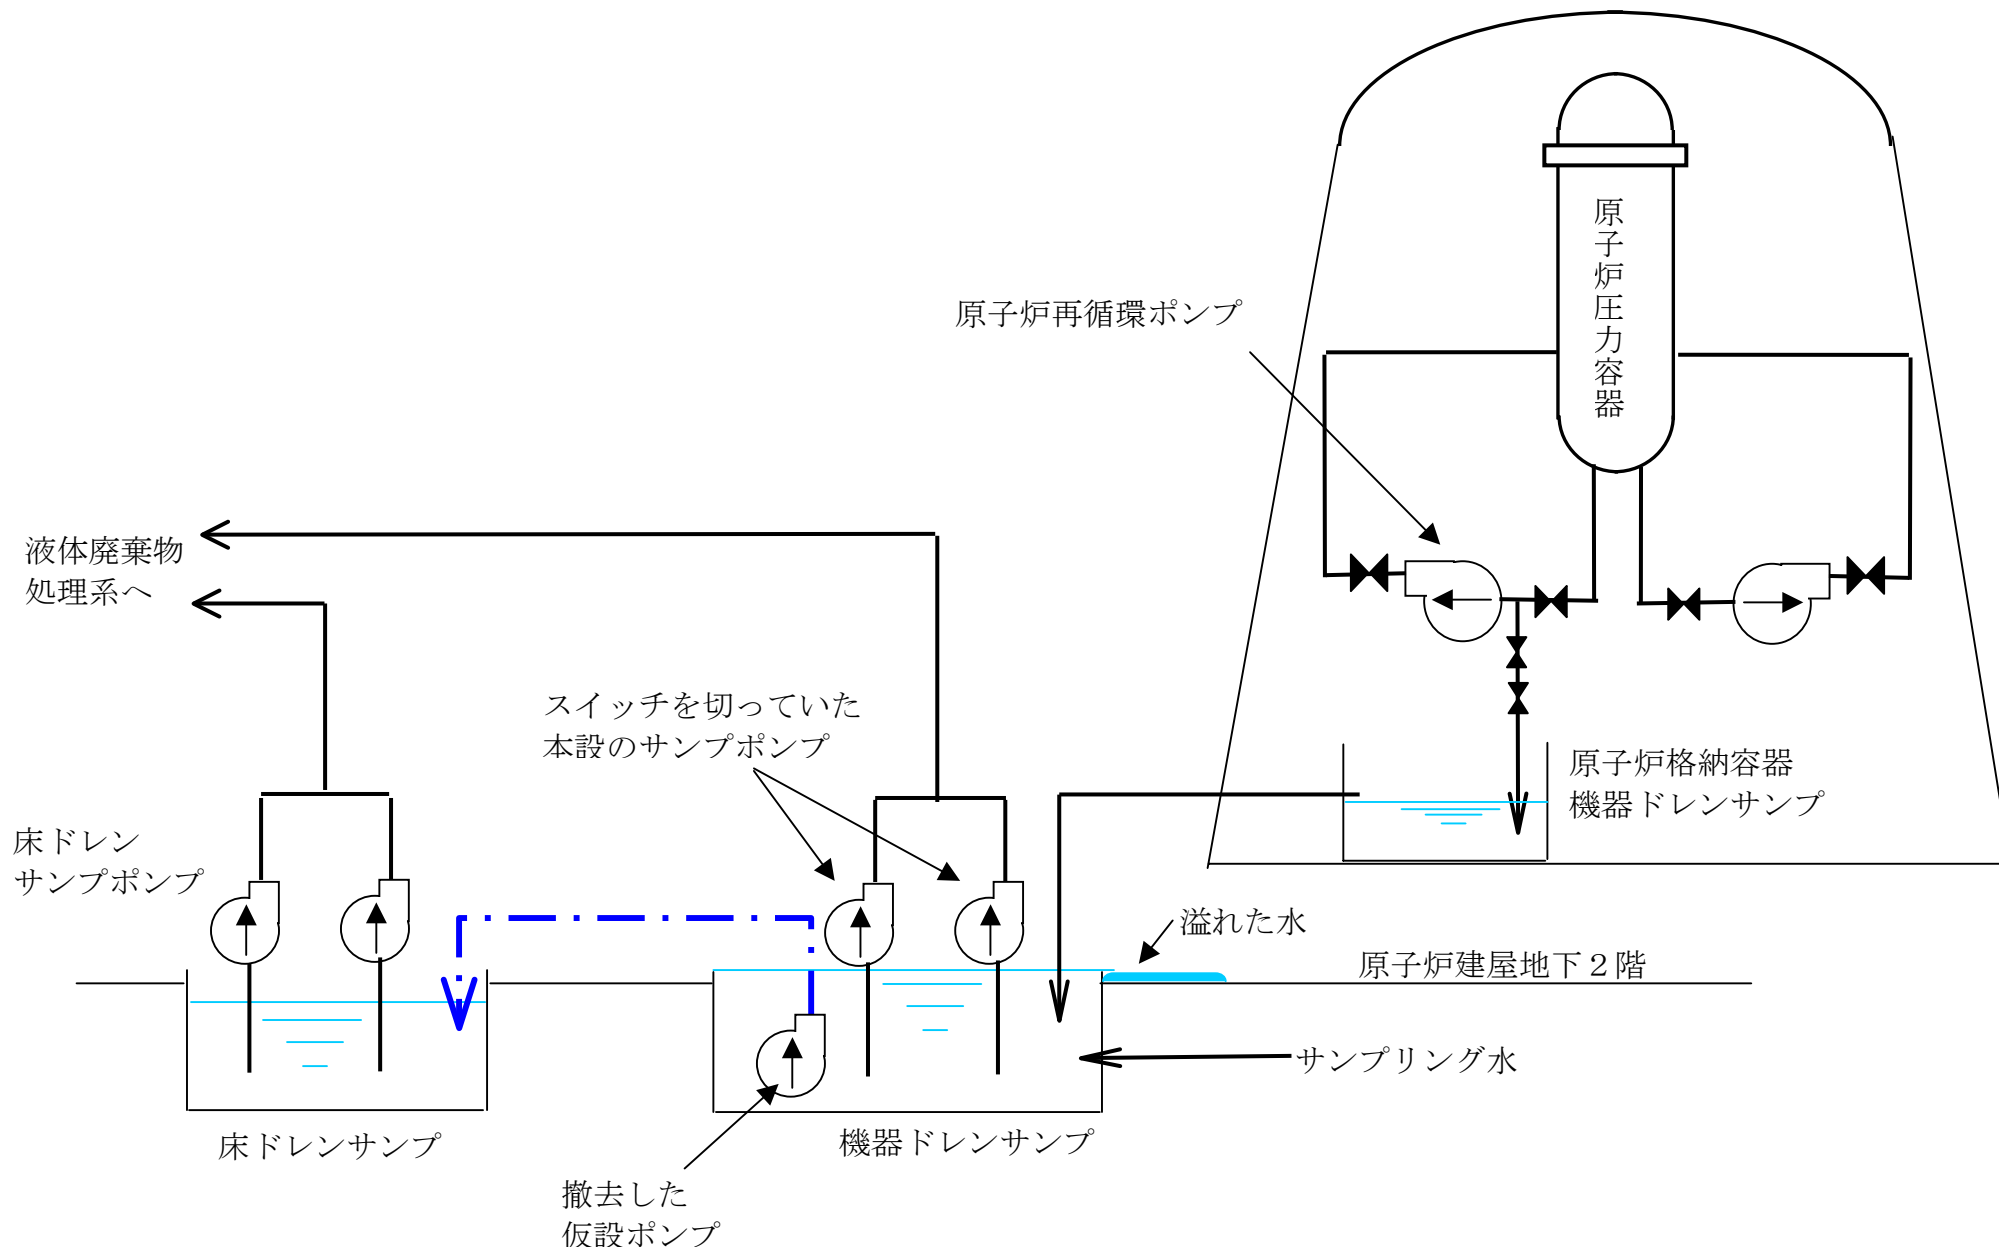 原子炉圧力容器
原子炉再循環ポンプ
液体廃棄物
処理系へ
スイッチを切っていた
本設のサンプポンプ
原子炉格納容器
機器ドレンサンプ
床ドレン
サンプポンプ
溢れた水
原子炉建屋地下２階
サンプリング水
床ドレンサンプ
機器ドレンサンプ
撤去した
仮設ポンプ